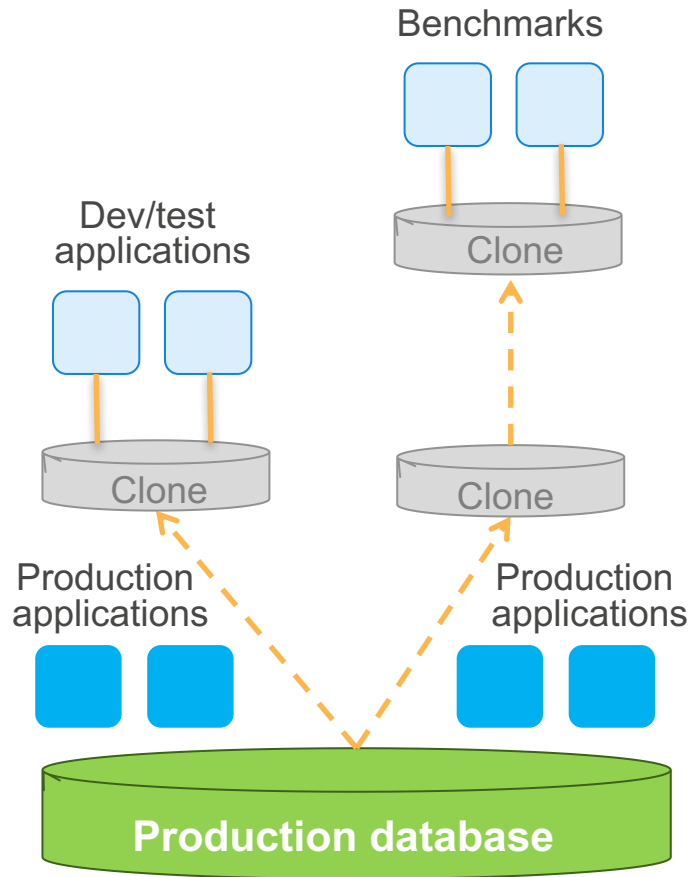 Benchmarks
Clone
Dev/test
applications
Clone
Clone
Production
applications
Production
applications
Production database